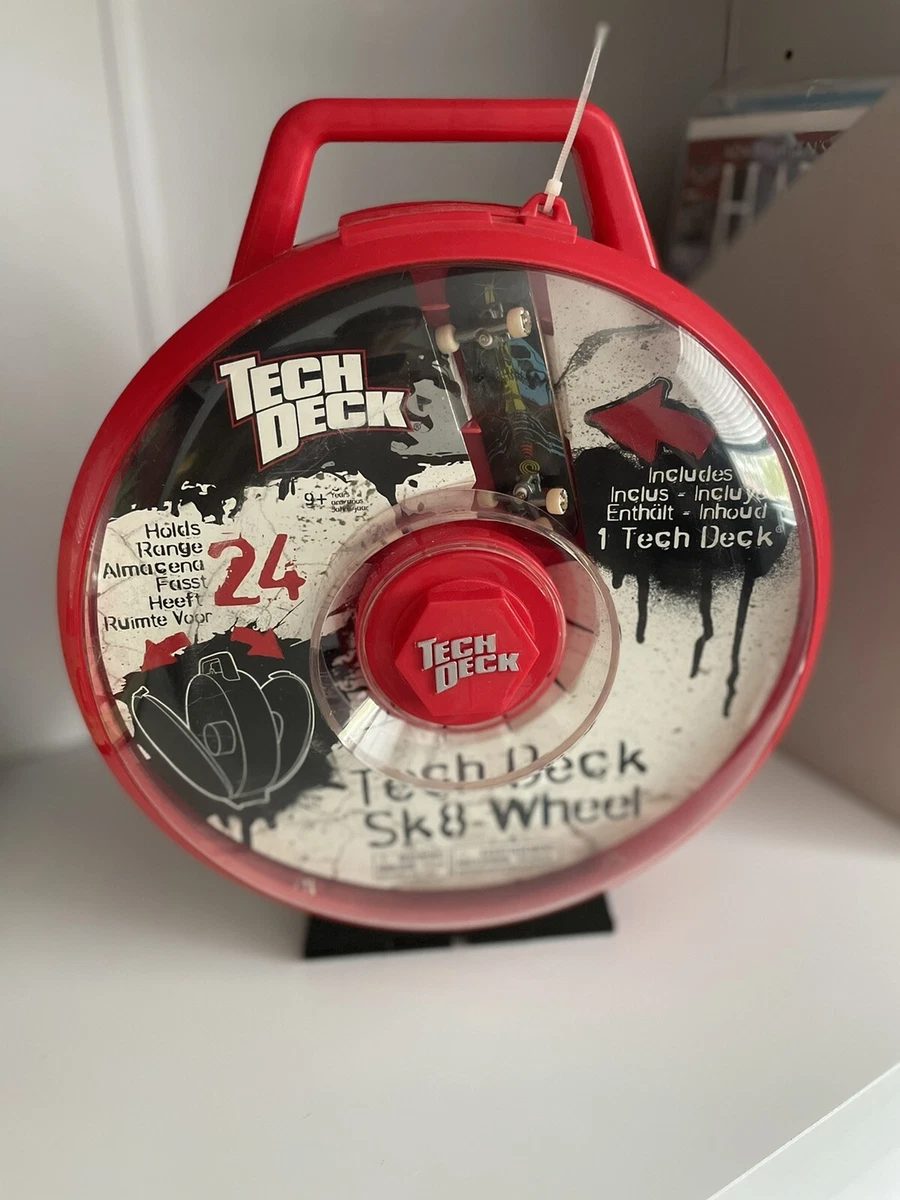 TECH
DECK
9+
Years
Holds
Range
Almacena
Fasst
Heeft
Ruimte Voor
24
Includes
Inclus - Incluye
Enthält - Inhoud
1 Tech Deck®
TECH
DECK
Tech Deck
Sk8-Wheel